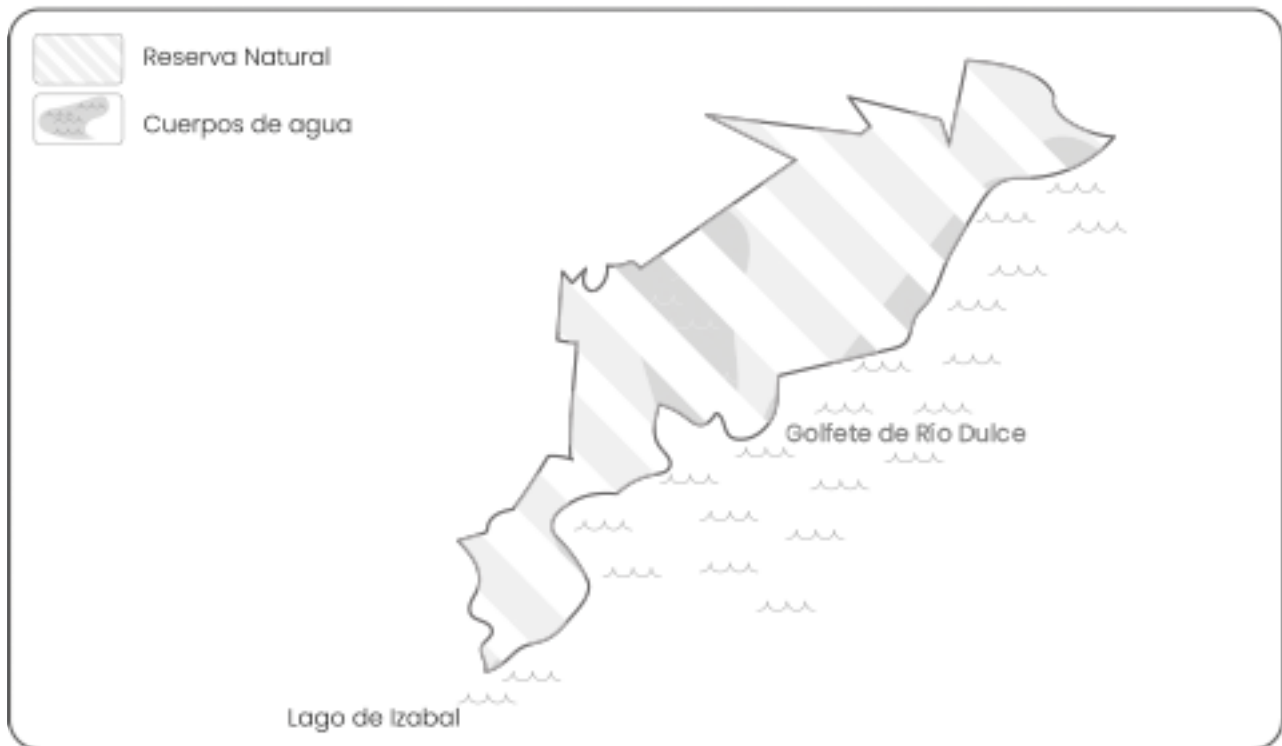 Reserva Natural
Cuerpos de agua
Golfete de Río Dulce
Lago de Izabal